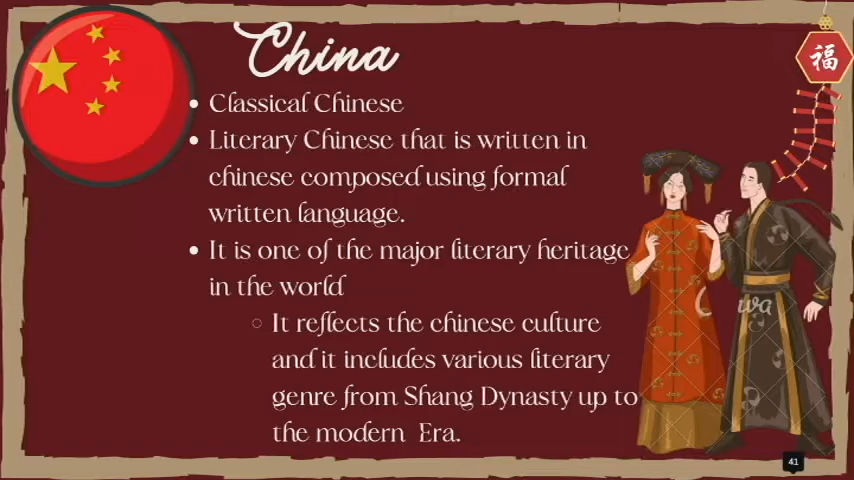 China
福
• Classical Chinese
• Literary Chinese that is written in
chinese composed using formal
written language.
• It is one of the major literary heritage
in the world
○ It reflects the chinese culture
and it includes various literary
genre from Shang Dynasty up to
the modern Era.
wa
41